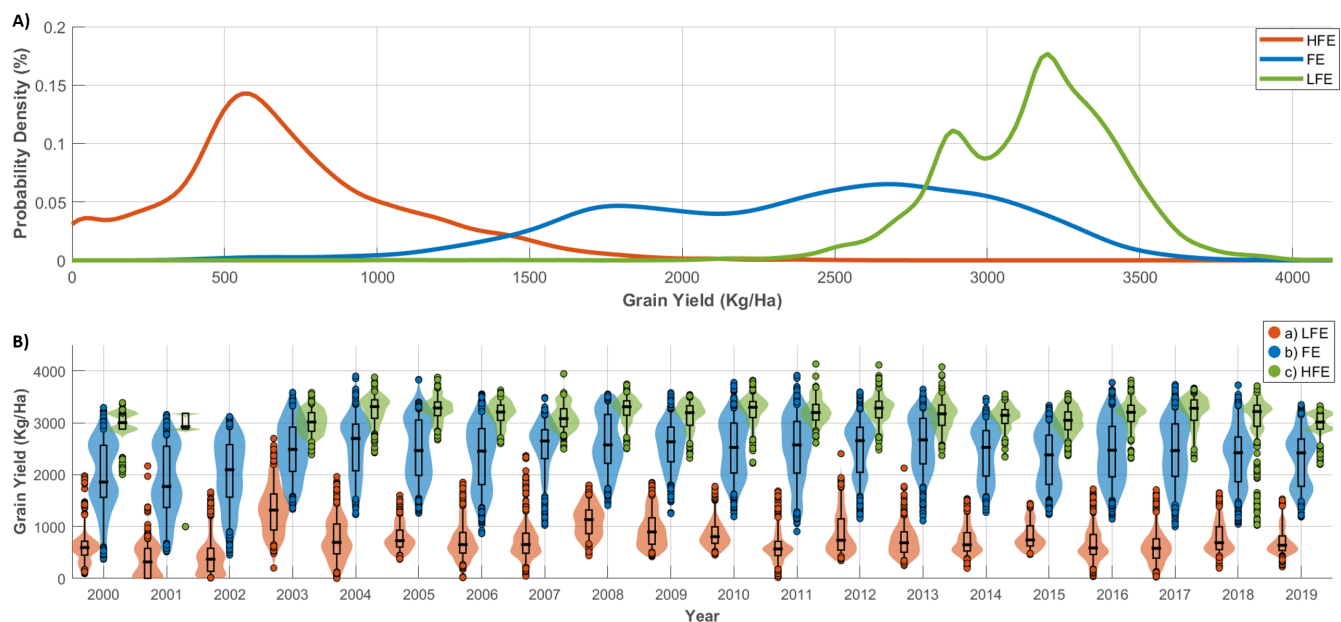 A)
Probability Density (%)
0.2
0.15
0.1
0.05
0
0 500 1000 1500 2000 2500 3000 3500 4000
Grain Yield (Kg/Ha)
HFE
FE
LFE
B)
Grain Yield (Kg/Ha)
4000
3000
2000
1000
0
2000 2001 2002 2003 2004 2005 2006 2007 2008 2009 2010 2011 2012 2013 2014 2015 2016 2017 2018 2019
Year
a) LFE
b) FE
c) HFE